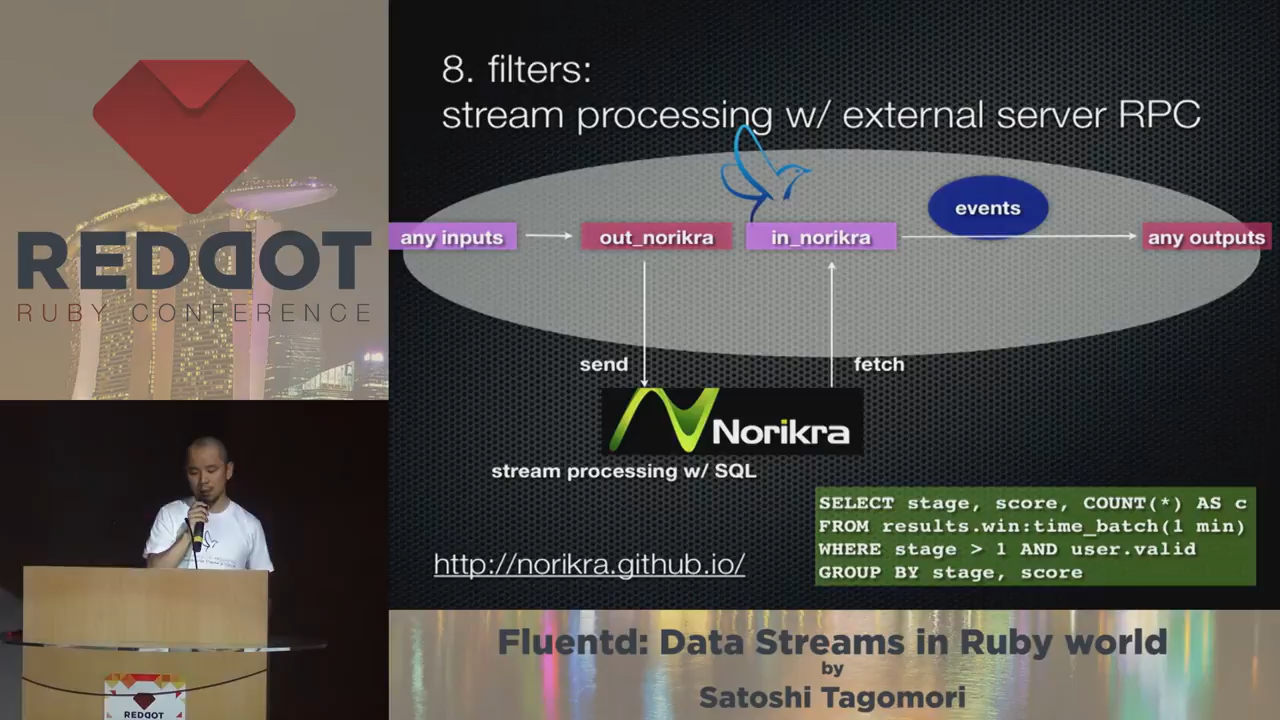 REDDOT
RUBY CONFERENCE
8. filters:
stream processing w/ external server RPC
events
any inputs
out_norikra
in_norikra
any outputs
send
fetch
Norikra
stream processing w/ SQL
SELECT stage, score, COUNT(*) AS c
FROM results.win:time_batch(1 min)
WHERE stage > 1 AND user.valid
GROUP BY stage, score
http://norikra.github.io/
REDDOT
Fluentd: Data Streams in Ruby world
by
Satoshi Tagomori